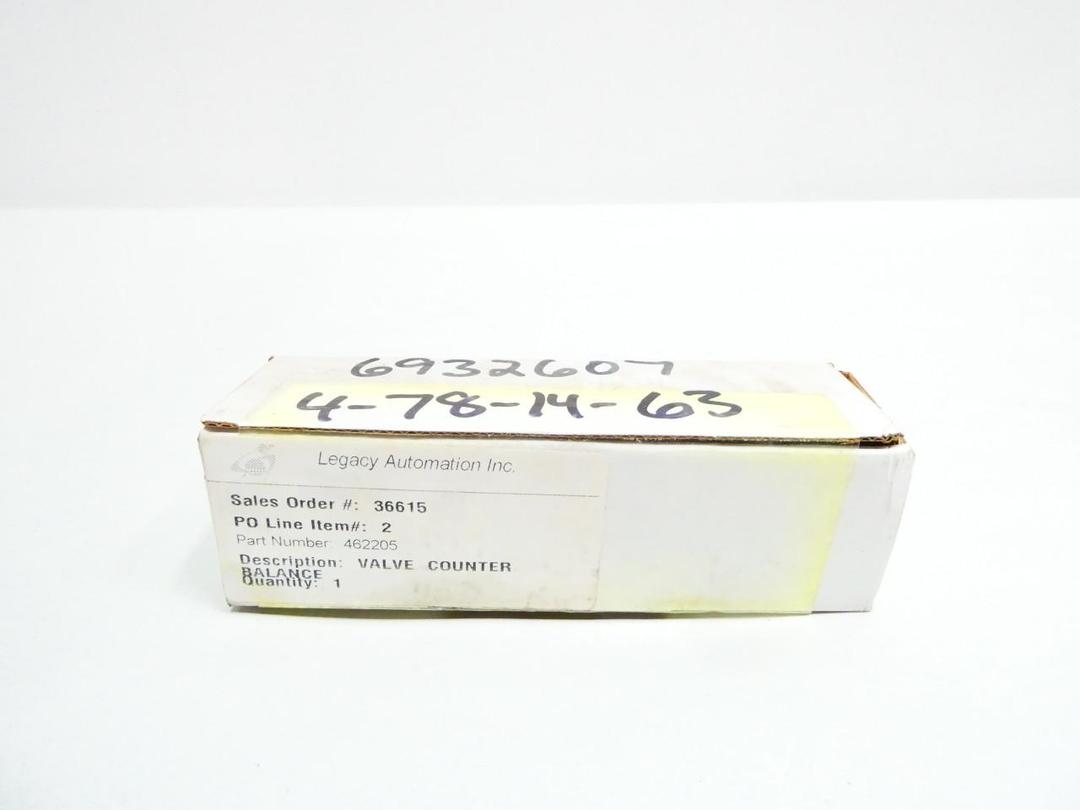 6932607
4-78-14-63
Legacy Automation Inc.
Sales Order #: 36615
PO Line Item#: 2
Part Number: 462205
Description: VALVE COUNTER
BALANCE
Quantity: 1